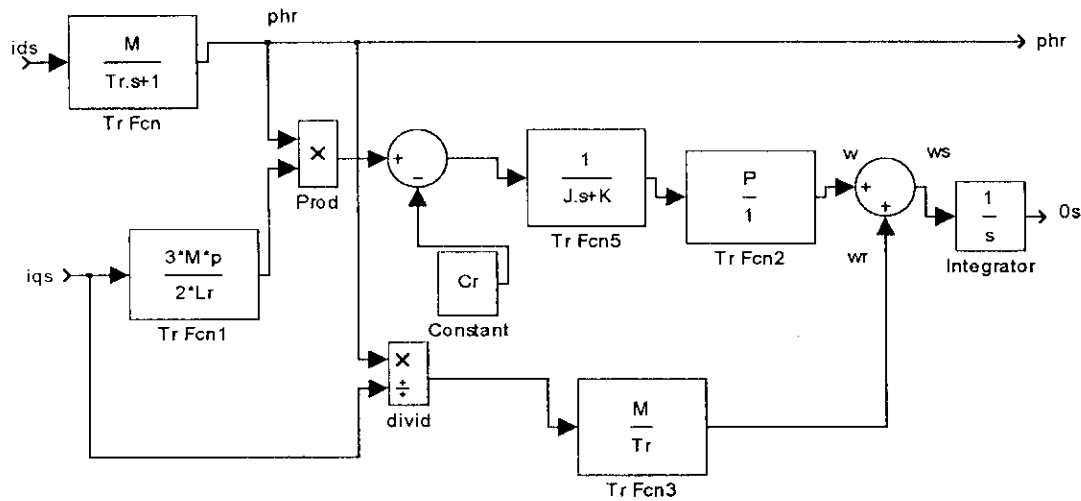 phr
ids
M
Tr.s+1
Tr Fcn
phr
×
Prod
+
−
1
J.s+K
Tr Fcn5
P
1
Tr Fcn2
w
+
+
ws
1
s
Integrator
0s
wr
iqs
3*M*p
2*Lr
Tr Fcn1
Cr
Constant
×
÷
divid
M
Tr
Tr Fcn3